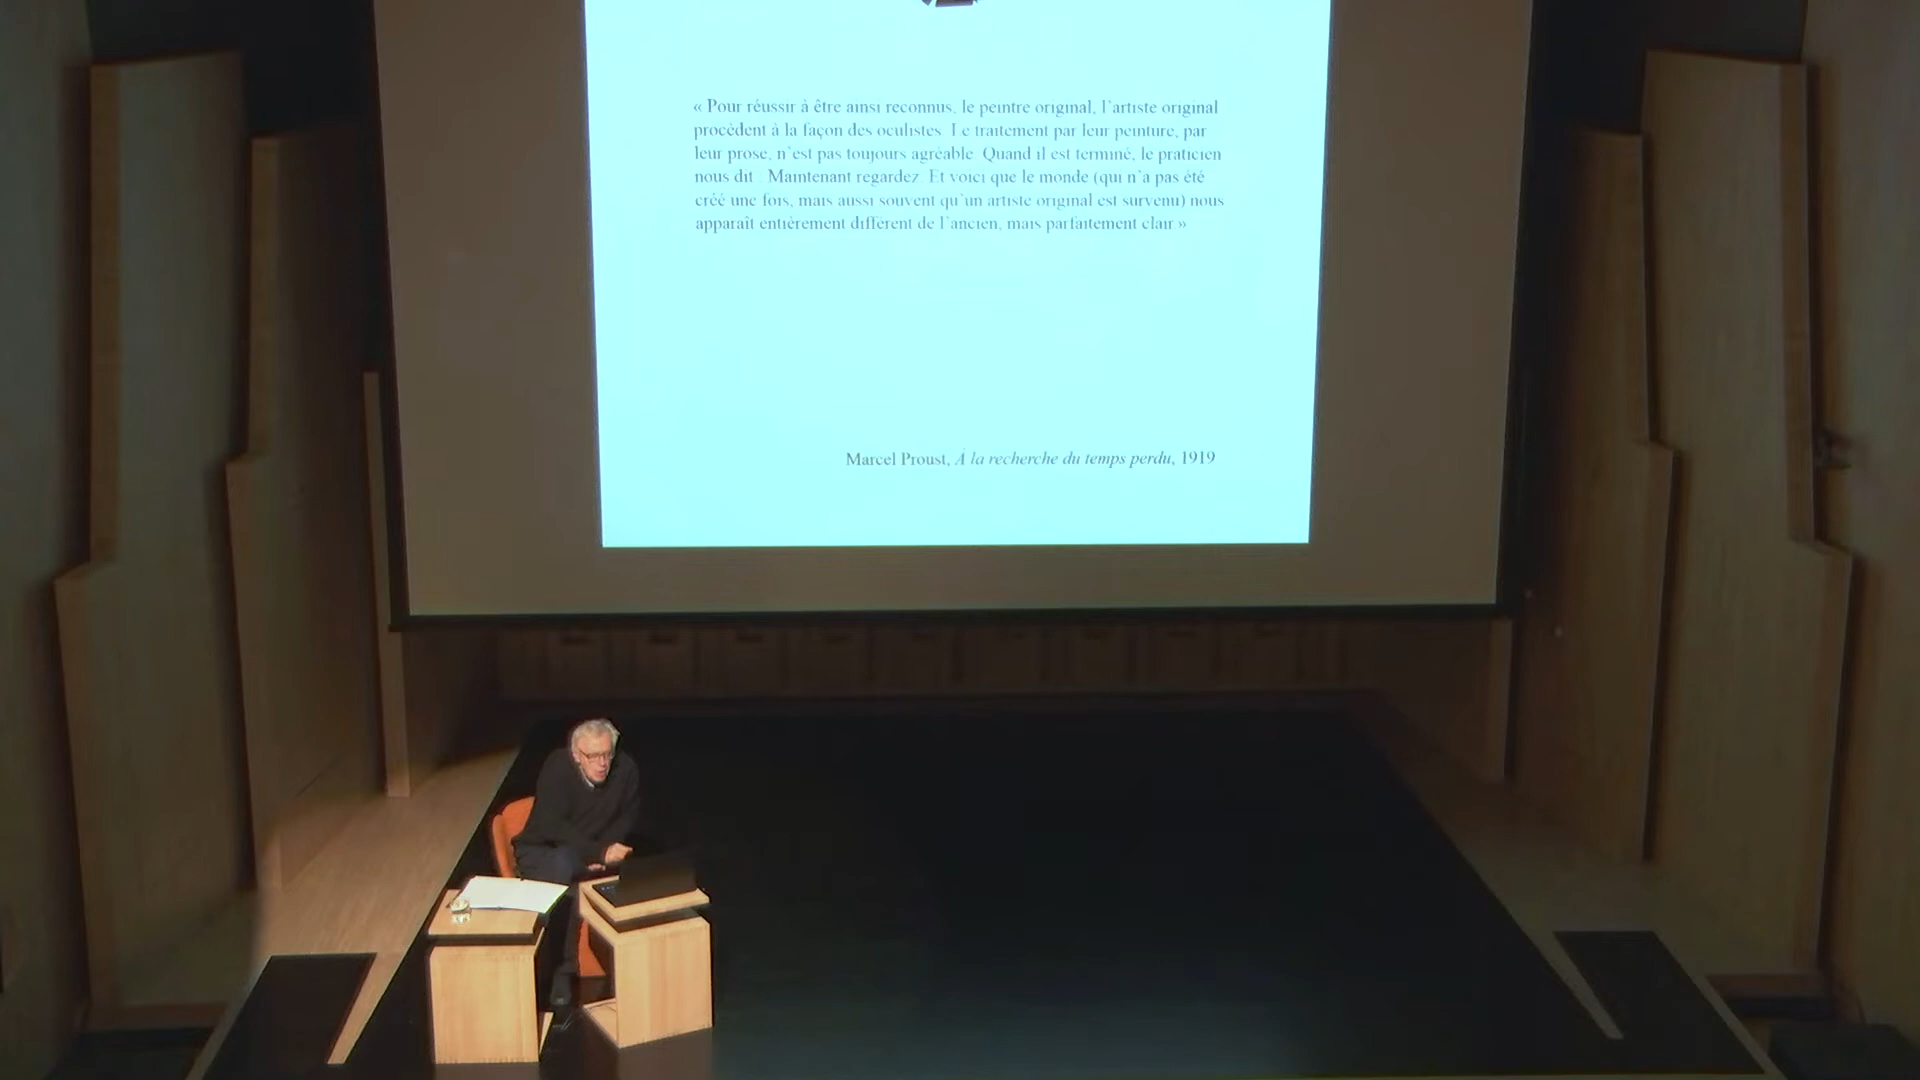 « Pour réussir à être ainsi reconnus, le peintre original, l'artiste original
procèdent à la façon des oculistes. Le traitement par leur peinture, par
leur prose, n'est pas toujours agréable. Quand il est terminé, le praticien
nous dit : Maintenant regardez. Et voici que le monde (qui n'a pas été
créé une fois, mais aussi souvent qu'un artiste original est survenu) nous
apparaît entièrement différent de l'ancien, mais parfaitement clair »
Marcel Proust, À la recherche du temps perdu, 1919